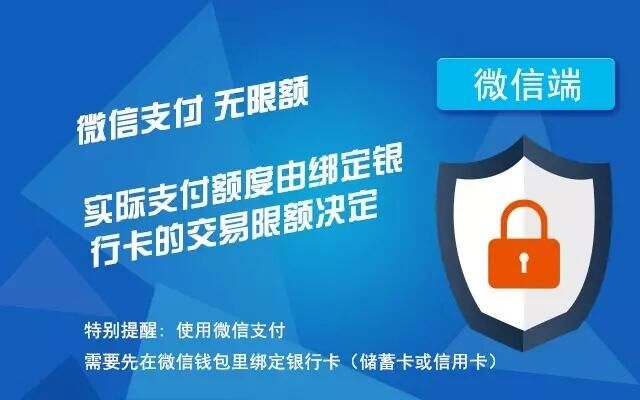 微信端
微信支付 无限额
实际支付额度由绑定银
行卡的交易限额决定
特别提醒：使用微信支付
需要先在微信钱包里绑定银行卡（储蓄卡或信用卡）